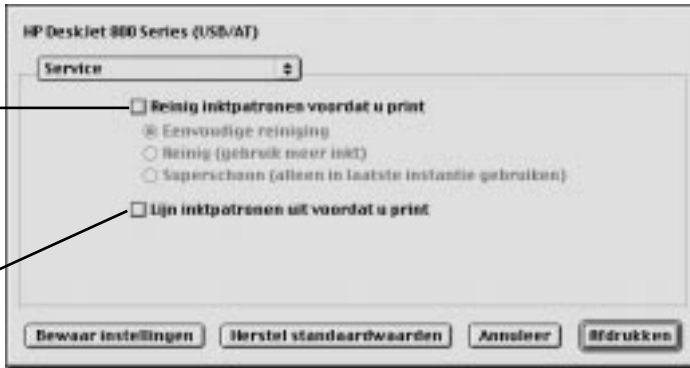 HP DeskJet 800 Series (USB/AT)
Service
Reinig inktpatronen voordat u print
Eenvoudige reiniging
Reinig (gebruik meer inkt)
Superschoon (alleen in laatste instantie gebruiken)
Lijn inktpatronen uit voordat u print
Bewaar instellingen
Herstel standaardwaarden
Annuleer
Afdrukken